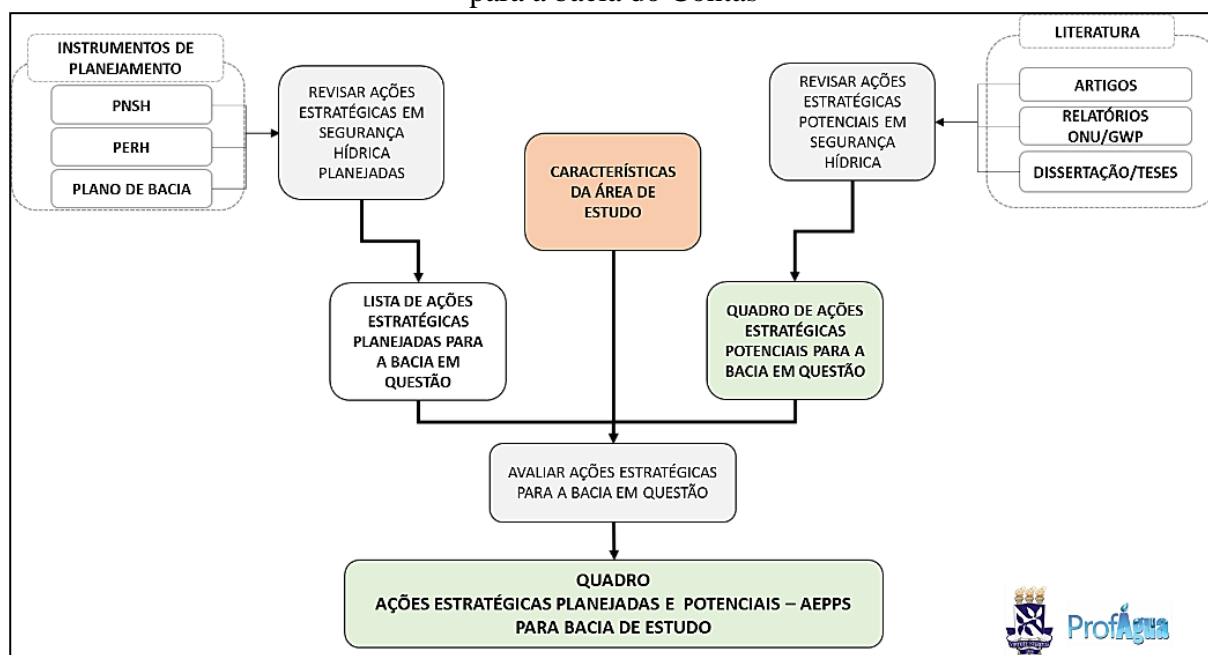 para a bacia do Contas
INSTRUMENTOS DE
PLANEJAMENTO
PNSH
PERH
PLANO DE BACIA
REVISAR AÇÕES
ESTRATÉGICAS EM
SEGURANÇA
HÍDRICA
PLANEJADAS
CARACTERÍSTICAS
DA ÁREA DE
ESTUDO
REVISAR AÇÕES
ESTRATÉGICAS
POTENCIAIS EM
SEGURANÇA
HÍDRICA
LITERATURA
ARTIGOS
RELATÓRIOS
ONU/GWP
DISSERTAÇÃO/TESES
LISTA DE AÇÕES
ESTRATÉGICAS
PLANEJADAS PARA
A BACIA EM
QUESTÃO
QUADRO DE AÇÕES
ESTRATÉGICAS
POTENCIAIS PARA A
BACIA EM QUESTÃO
AVALIAR AÇÕES ESTRATÉGICAS
PARA A BACIA EM QUESTÃO
QUADRO
AÇÕES ESTRATÉGICAS PLANEJADAS E POTENCIAIS – AEPPS
PARA BACIA DE ESTUDO
ProfÁgua